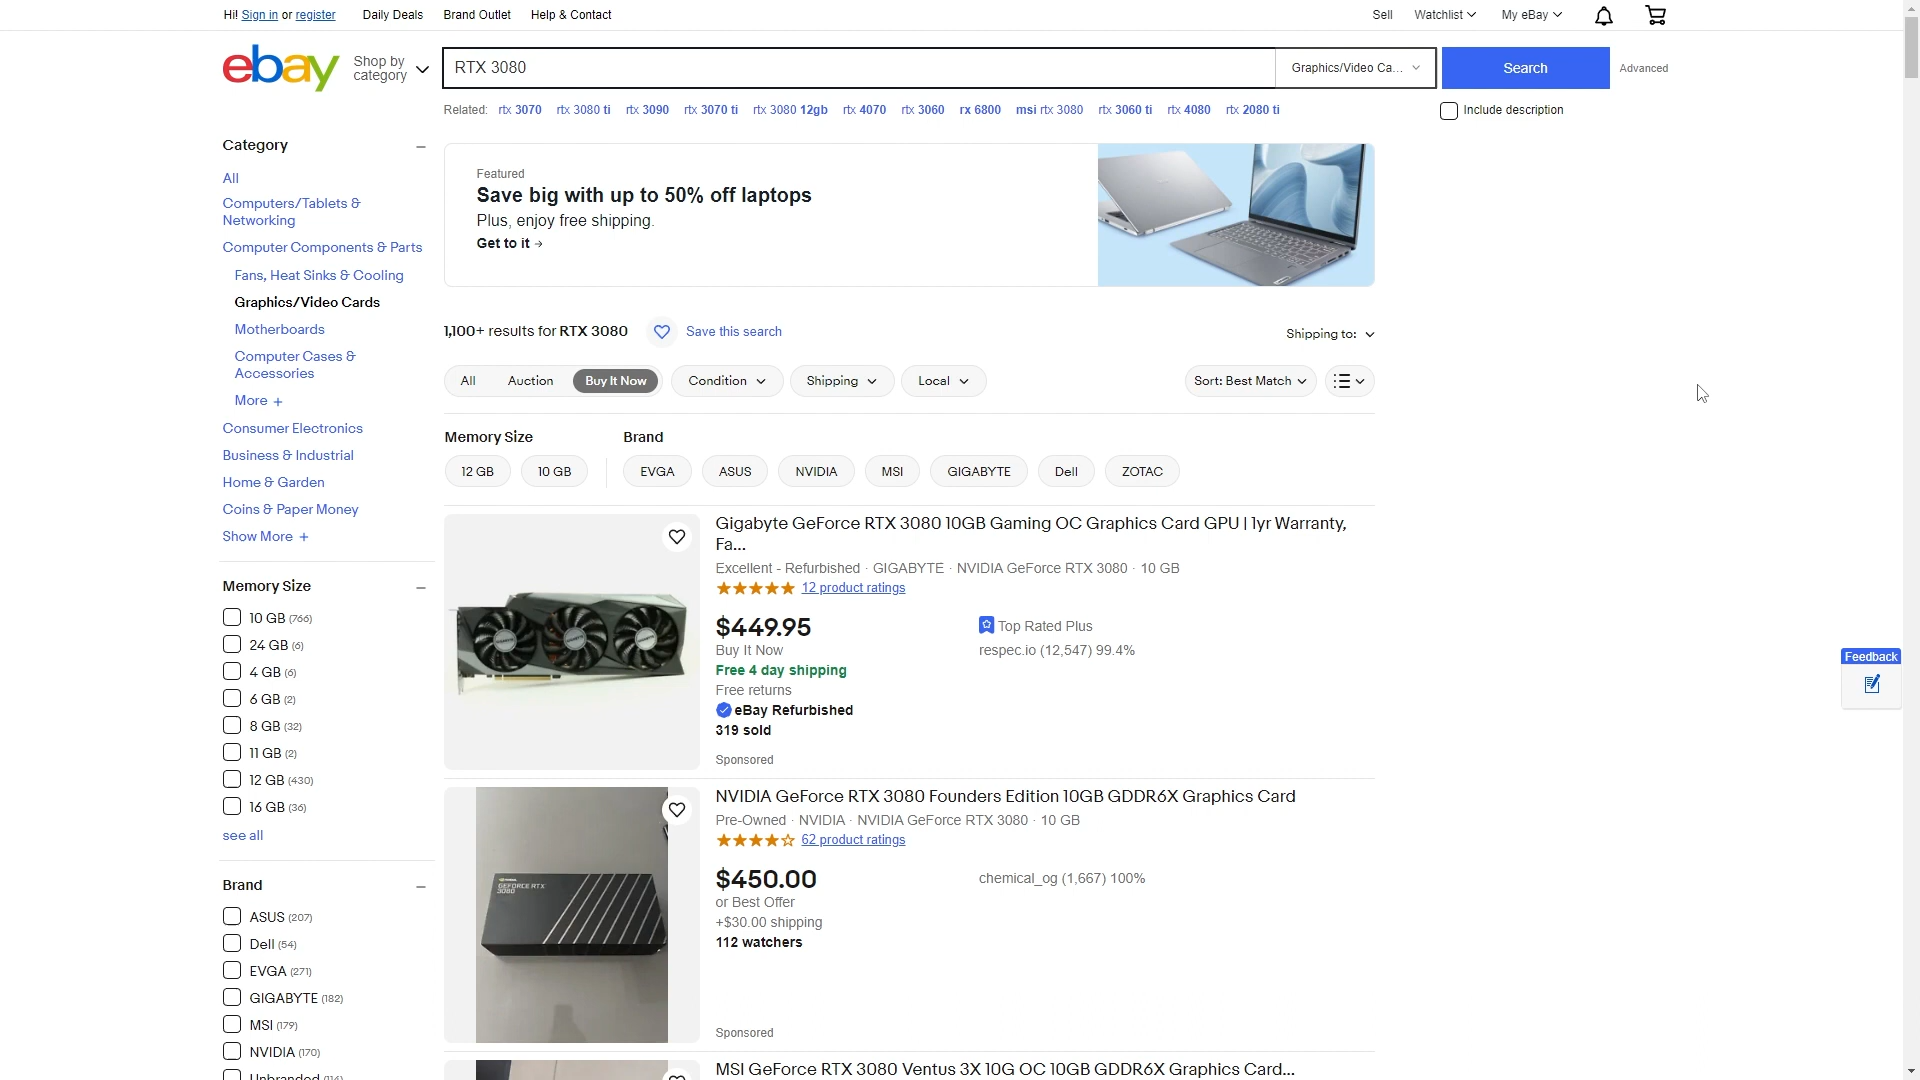 Hi! Sign in or register
Daily Deals
Brand Outlet
Help & Contact
Sell
Watchlist
My eBay
ebay
Shop by
category
RTX 3080
Graphics/Video Ca...
Search
Advanced
Related: rtx 3070 rtx 3080 ti rtx 3090 rtx 3070 ti rtx 3080 12gb rtx 4070 rtx 3060 rx 6800 msi rtx 3080 rtx 3060 ti rtx 4080 rtx 2080 ti
Include description
Category
All
Computers/Tablets &
Networking
Computer Components & Parts
Fans, Heat Sinks & Cooling
Graphics/Video Cards
Motherboards
Computer Cases &
Accessories
More +
Consumer Electronics
Business & Industrial
Home & Garden
Coins & Paper Money
Show More +
Memory Size
10 GB (766)
24 GB (6)
4 GB (6)
6 GB (2)
8 GB (32)
11 GB (2)
12 GB (430)
16 GB (36)
see all
Brand
ASUS (207)
Dell (54)
EVGA (271)
GIGABYTE (182)
MSI (179)
NVIDIA (170)
Unbranded
Featured
Save big with up to 50% off laptops
Plus, enjoy free shipping.
Get to it →
1,100+ results for RTX 3080
Save this search
Shipping to:
All
Auction
Buy It Now
Condition
Shipping
Local
Sort: Best Match
Memory Size
12 GB
10 GB
Brand
EVGA
ASUS
NVIDIA
MSI
GIGABYTE
Dell
ZOTAC
Gigabyte GeForce RTX 3080 10GB Gaming OC Graphics Card GPU | 1yr Warranty,
Fa...
Excellent - Refurbished · GIGABYTE · NVIDIA GeForce RTX 3080 · 10 GB
12 product ratings
$449.95
Buy It Now
Free 4 day shipping
Free returns
eBay Refurbished
319 sold
Sponsored
Top Rated Plus
respec.io (12,547) 99.4%
NVIDIA GeForce RTX 3080 Founders Edition 10GB GDDR6X Graphics Card
Pre-Owned · NVIDIA · NVIDIA GeForce RTX 3080 · 10 GB
62 product ratings
$450.00
or Best Offer
+$30.00 shipping
112 watchers
Sponsored
chemical_og (1,667) 100%
GEFORCE RTX
3080
MSI GeForce RTX 3080 Ventus 3X 10G OC 10GB GDDR6X Graphics Card...
Feedback